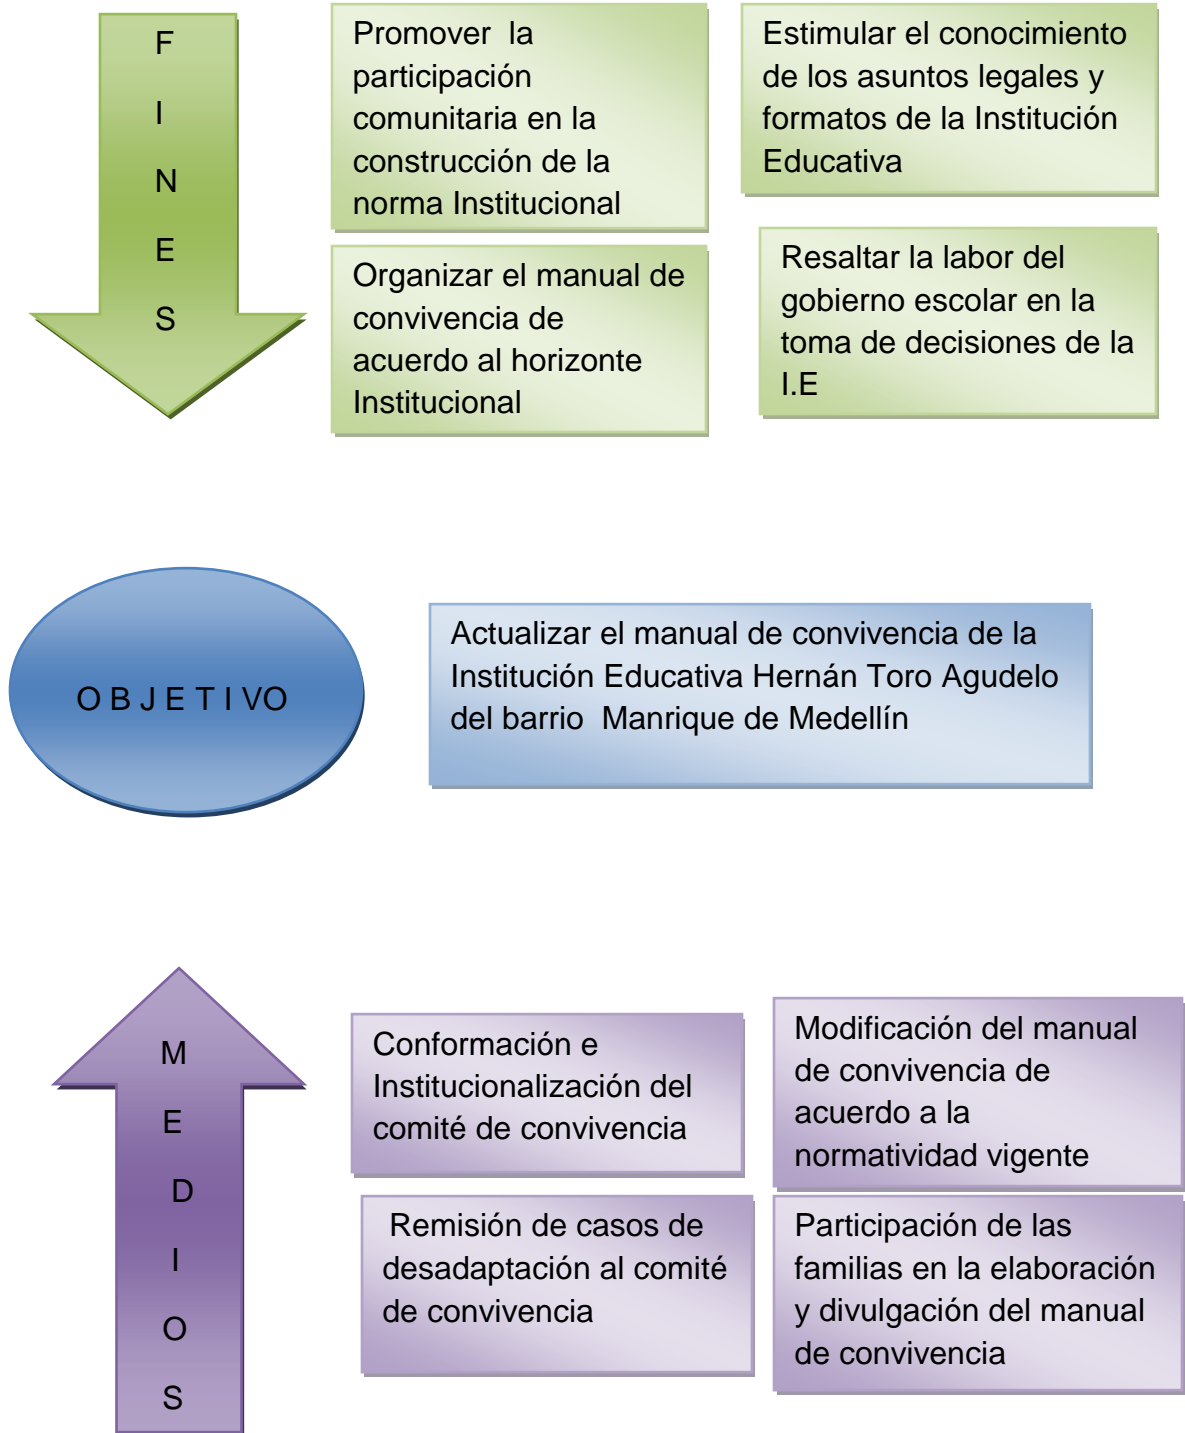 F
I
N
E
S
Promover la
participación
comunitaria en la
construcción de la
norma Institucional
Estimular el conocimiento
de los asuntos legales y
formatos de la Institución
Educativa
Organizar el manual de
convivencia de
acuerdo al horizonte
Institucional
Resaltar la labor del
gobierno escolar en la
toma de decisiones de la
I.E
O B J E T I VO
Actualizar el manual de convivencia de la
Institución Educativa Hernán Toro Agudelo
del barrio Manrique de Medellín
M
E
D
I
O
S
Conformación e
Institucionalización del
comité de convivencia
Modificación del manual
de convivencia de
acuerdo a la
normatividad vigente
Remisión de casos de
desadaptación al comité
de convivencia
Participación de las
familias en la elaboración
y divulgación del manual
de convivencia